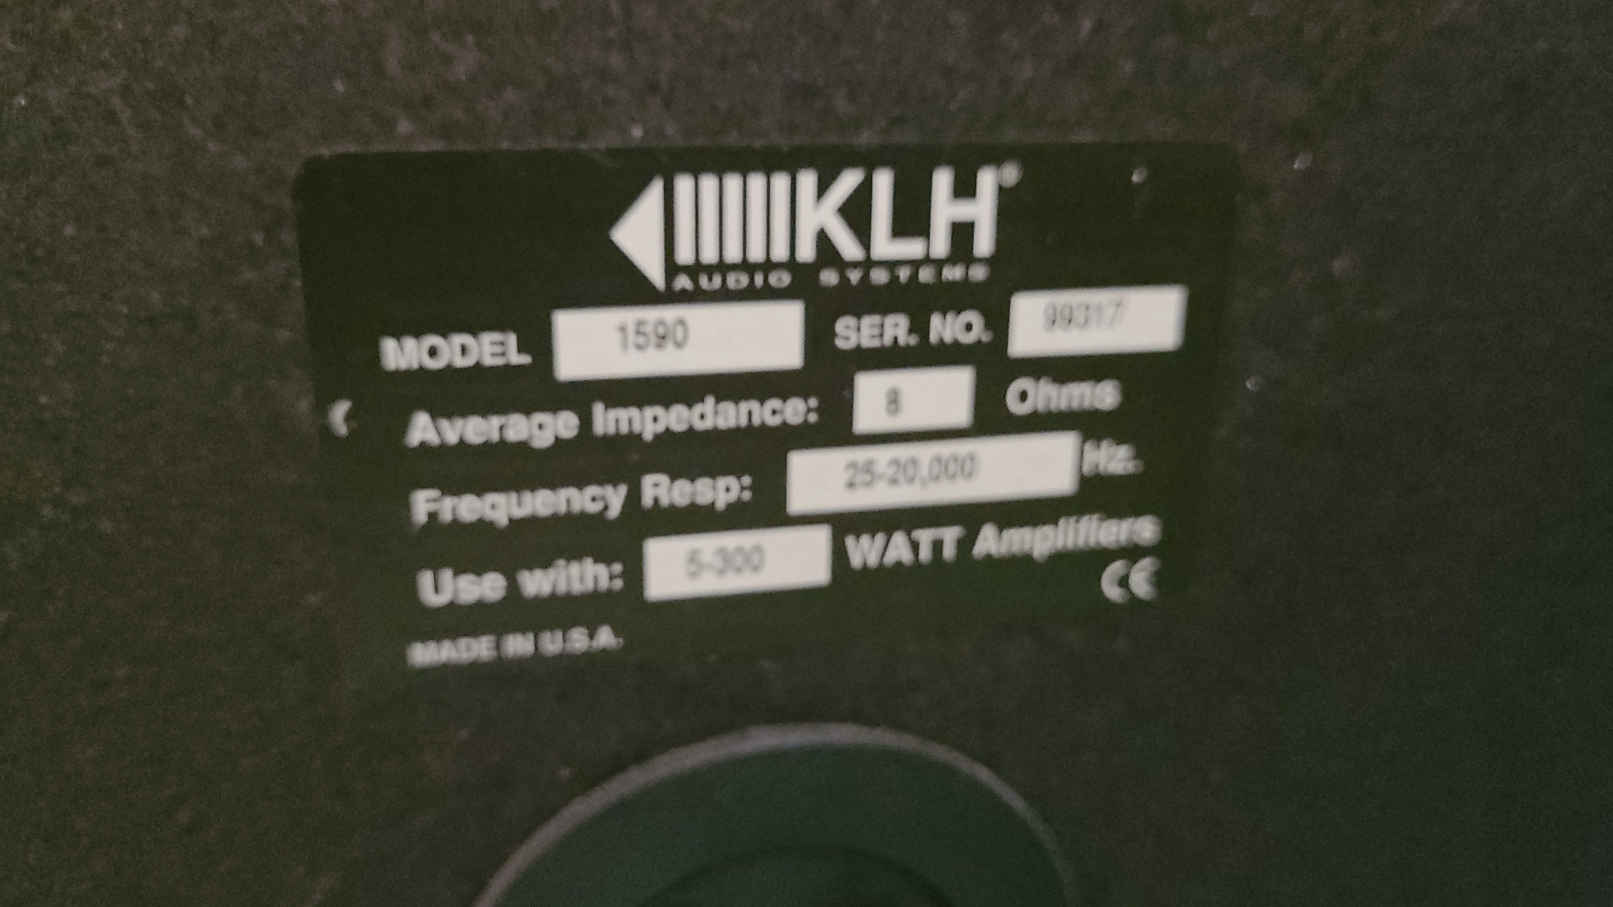 KLH®
AUDIO SYSTEMS
MODEL 1590 SER. NO. 99317
Average Impedance: 8 Ohms
Frequency Resp: 25-20,000 Hz.
Use with: 5-300 WATT Amplifiers
CE
MADE IN U.S.A.